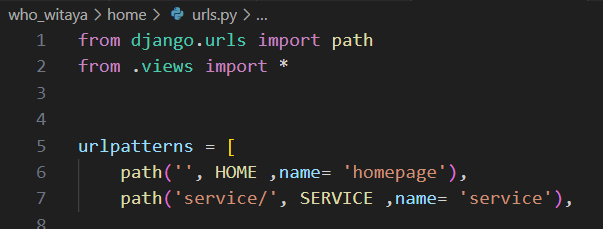 who_witaya > home > urls.py > ...
1 from django.urls import path
2 from .views import *
3
4
5 urlpatterns = [
6     path('', HOME ,name= 'homepage'),
7     path('service/', SERVICE ,name= 'service'),
8